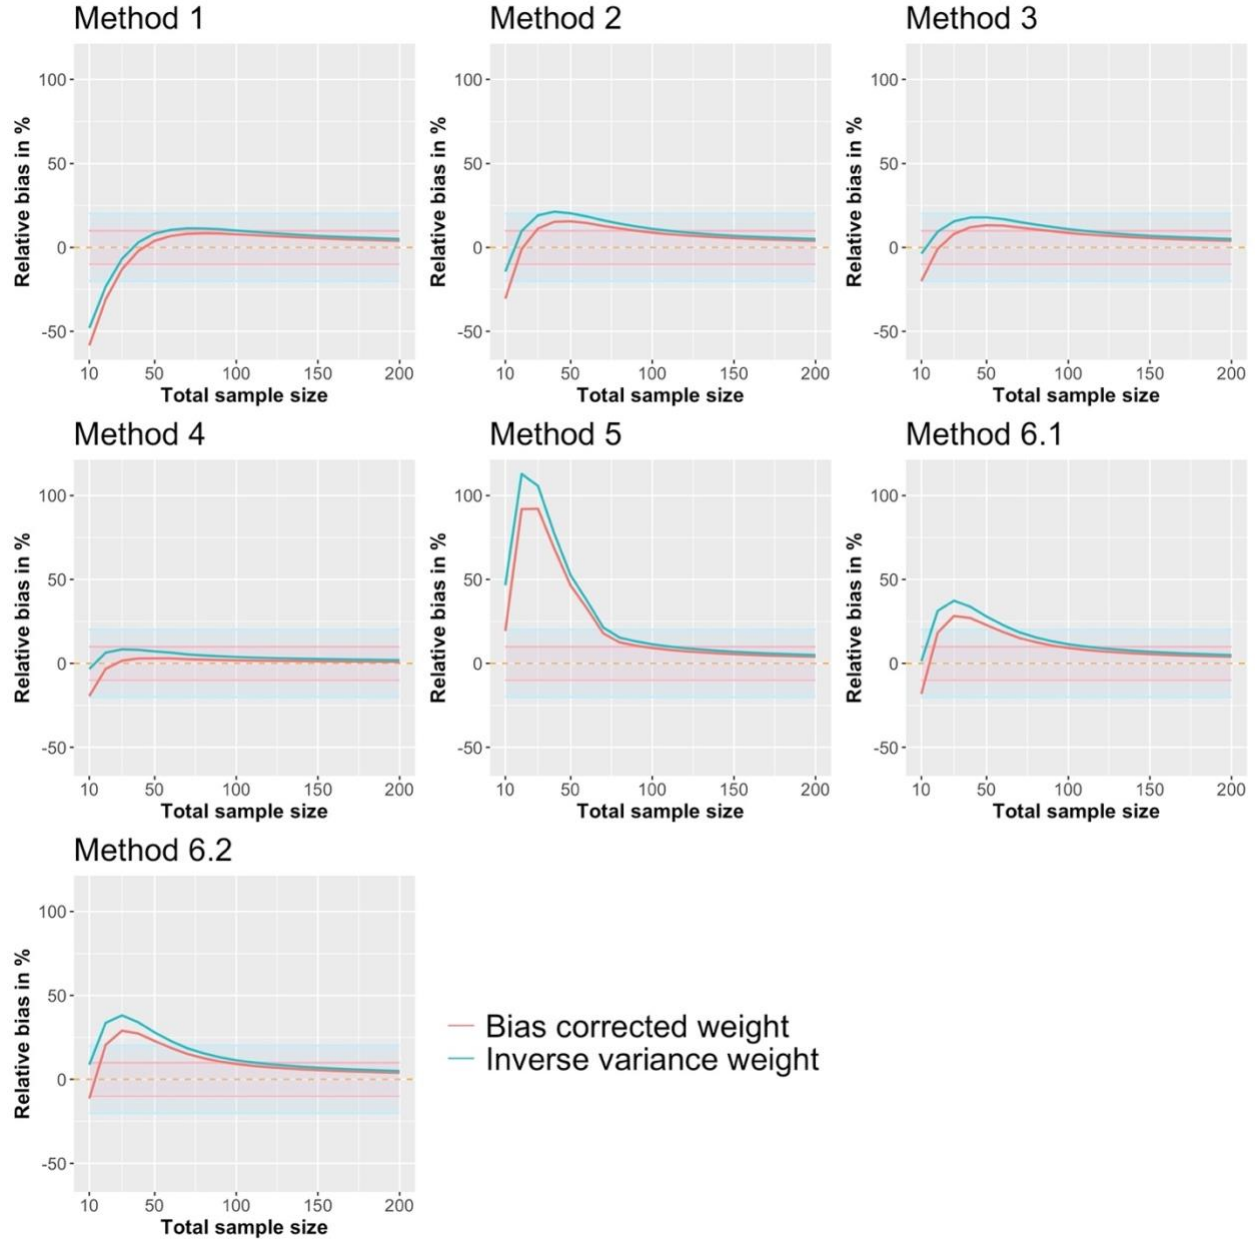 Method 1
Method 2
Method 3
100
50
0
-50
Relative bias in %
10 50 100 150 200
Total sample size
100
50
0
-50
Relative bias in %
10 50 100 150 200
Total sample size
100
50
0
-50
Relative bias in %
10 50 100 150 200
Total sample size
Method 4
Method 5
Method 6.1
100
50
0
-50
Relative bias in %
10 50 100 150 200
Total sample size
100
50
0
-50
Relative bias in %
10 50 100 150 200
Total sample size
100
50
0
-50
Relative bias in %
10 50 100 150 200
Total sample size
Method 6.2
100
50
0
-50
Relative bias in %
10 50 100 150 200
Total sample size
Bias corrected weight
Inverse variance weight